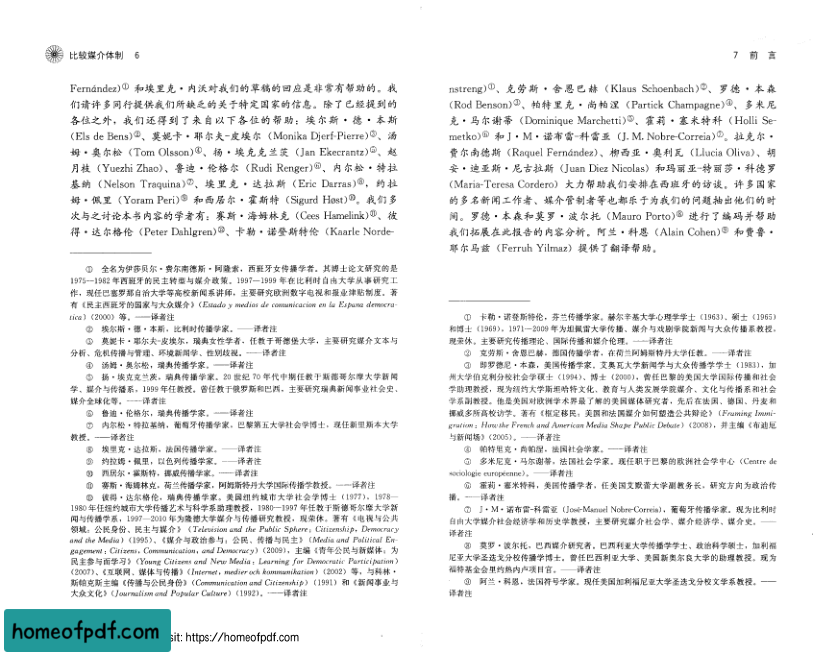 比较媒介体制 6
Fernández)① 和埃里克·内沃对我们的草稿的回应是非常有帮助的。我
们请许多同行提供我们所缺乏的关于特定国家的信息。除了已经提到的
各位之外，我们还得到了来自以下各位的帮助：埃尔斯·德·本斯
(Els de Bens)②、莫妮卡·耶尔夫-皮埃尔 (Monika Djerf-Pierre)③、汤
姆·奥尔松 (Tom Olsson)④、扬·埃克克兰茨 (Jan Ekecrantz)⑤、赵
月枝 (Yuezhi Zhao)、鲁迪·伦格尔 (Rudi Renger)⑥、内尔松·特拉
基纳 (Nelson Traquina)⑦、埃里克·达拉斯 (Eric Darras)⑧，约拉
姆·佩里 (Yoram Peri)⑨ 和西居尔·霍斯特 (Sigurd Høst)⑩。我们多
次与之讨论本书内容的学者有：赛斯·海姆林克 (Cees Hamelink)⑪、彼
得·达尔格伦 (Peter Dahlgren)⑫、卡勒·诺登斯特伦 (Kaarle Norde-
① 全名为伊莎贝尔·费尔南德斯·阿隆索，西班牙女传播学者。其博士论文研究的是
1975—1982年西班牙的民主转型与媒介政策。1997—1999年在比利时自由大学从事研究工
作，现任巴塞罗那自治大学等高校新闻系讲师，主要研究欧洲数字电视和报业津贴制度。著
有《民主西班牙的国家与大众媒介》(Estado y medios de comunicacion en la Espana democra-
tica) (2000) 等。——译者注
② 埃尔斯·德·本斯，比利时传播学家。——译者注
③ 莫妮卡·耶尔夫-皮埃尔，瑞典女性学者，任教于哥德堡大学，主要研究媒介文本与
分析、危机传播与管理、环境新闻学、性别歧视。——译者注
④ 汤姆·奥尔松，瑞典传播学家。——译者注
⑤ 扬·埃克克兰茨，瑞典传播学家。20世纪70年代中期任教于斯德哥尔摩大学新闻
学、媒介与传播系，1999年任教授。曾任教于俄罗斯和巴西，主要研究瑞典新闻事业社会史、
媒介全球化等。——译者注
⑥ 鲁迪·伦格尔，瑞典传播学家。——译者注
⑦ 内尔松·特拉基纳，葡萄牙传播学家，巴黎第五大学社会学博士，现任新里斯本大学
教授。——译者注
⑧ 埃里克·达拉斯，法国传播学家。——译者注
⑨ 约拉姆·佩里，以色列传播学者。——译者注
⑩ 西居尔·霍斯特，挪威传播学家。——译者注
⑪ 赛斯·海姆林克，荷兰传播学家，阿姆斯特丹大学国际传播学教授。——译者注
⑫ 彼得·达尔格伦，瑞典传播学家。美国纽约城市大学社会学博士 (1977)，1978—
1980年任纽约城市大学传播艺术与科学系助理教授，1980—1997年任教于斯德哥尔摩大学新
闻与传播学系，1997—2010年为隆德大学媒介与传播研究教授，现荣休。著有《电视与公共
领域：公民身份、民主与媒介》(Television and the Public Sphere: Citizenship, Democracy
and the Media) (1995)、《媒介与政治参与：公民、传播与民主》(Media and Political En-
gagement: Citizens, Communication, and Democracy) (2009)，主编《青年公民与新媒体：为
民主参与而学习》(Young Citizens and New Media: Learning for Democratic Participation)
(2007)、《互联网、媒体与传播》(Internet, medier och kommunikation) (2002) 等，与科林·
斯帕克斯主编《传播与公民身份》(Communication and Citizenship) (1991) 和《新闻事业与
大众文化》(Journalism and Popular Culture) (1992)。——译者注
7 前言
nstreng)①、克劳斯·舍恩巴赫 (Klaus Schoenbach)②、罗德·本森
(Rod Benson)③、帕特里克·尚帕涅 (Partick Champagne)④、多米尼
克·马尔谢蒂 (Dominique Marchetti)⑤、霍莉·塞米特科 (Holli Se-
metko)⑥ 和 J·M·诺布雷-科雷亚 (J. M. Nobre-Correia)⑦。拉克尔·
费尔南德斯 (Raquel Fernández)、柳西亚·奥利瓦 (Llucia Oliva)、胡
安·迪亚斯·尼古拉斯 (Juan Diez Nicolas) 和玛丽亚-特丽莎·科德罗
(Maria-Teresa Cordero) 大力帮助我们安排在西班牙的访谈。许多国家
的多名新闻工作者、媒介管制者等也都乐于为我们的问题抽出他们的时
间。罗德·本森和莫罗·波尔托 (Mauro Porto)⑧ 进行了编码并帮助
我们拓展在此报告的内容分析。阿兰·科恩 (Alain Cohen)⑨ 和费鲁·
耶尔马兹 (Ferruh Yilmaz) 提供了翻译帮助。
① 卡勒·诺登斯特伦，芬兰传播学家。赫尔辛基大学心理学学士 (1963)、硕士 (1965)
和博士 (1969)，1971—2009年为坦佩雷大学传播、媒介与戏剧学院新闻与大众传播系教授，
现荣休。主要研究传播理论、国际传播和媒介伦理。——译者注
② 克劳斯·舍恩巴赫，德国传播学者，在荷兰阿姆斯特丹大学任教。——译者注
③ 即罗德尼·本森，美国传播学家。艾奥瓦大学新闻学与大众传播学学士 (1983)，加
州大学伯克利分校社会学硕士 (1994)、博士 (2000)，曾任巴黎的美国大学国际传播和社会
学助理教授，现为纽约大学斯坦哈特文化、教育与人类发展学院媒介、文化与传播系和社会
学系副教授。他是美国对欧洲学术界最了解的美国媒体研究者，先后在法国、德国、丹麦和
挪威多所高校访学。著有《框定移民：美国和法国媒介如何塑造公共辩论》(Framing Immi-
gration: How the French and American Media Shape Public Debate) (2008)，并主编《布迪厄
与新闻场》(2005)。——译者注
④ 帕特里克·尚帕涅，法国社会学家。——译者注
⑤ 多米尼克·马尔谢蒂，法国社会学家。现任职于巴黎的欧洲社会学中心 (Centre de
sociologie européenne)。——译者注
⑥ 霍莉·塞米特科，美国传播学者，任美国艾默蕾大学副教务长，研究方向为政治传
播。——译者注
⑦ J·M·诺布雷-科雷亚 (José-Manuel Nobre-Correia)，葡萄牙传播学家。现为比利时
自由大学媒介社会经济学和历史学教授，主要研究媒介社会学、媒介经济学、媒介史。——
译者注
⑧ 莫罗·波尔托，巴西媒介研究者。巴西利亚大学传播学学士、政治科学硕士，加利福
尼亚大学圣迭戈分校传播学博士。曾任巴西利亚大学、美国新奥尔良大学的助理教授。现为
福特基金会里约热内卢项目官。——译者注
⑨ 阿兰·科恩，法国符号学家。现任美国加利福尼亚大学圣迭戈分校文学系教授。——
译者注
homeofpdf.com
sit: https://homeofpdf.com